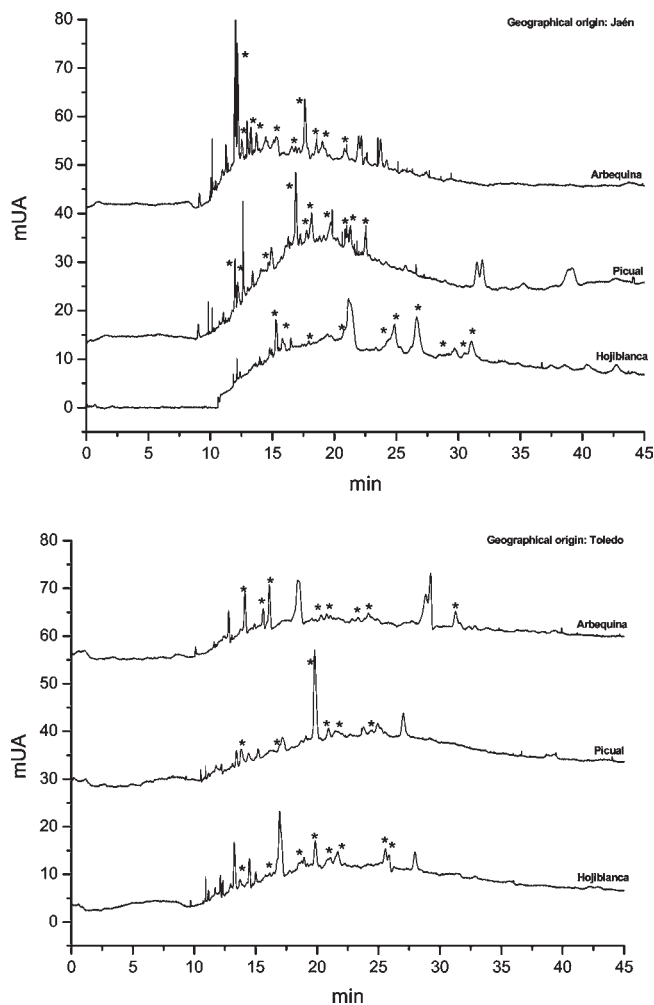 Geographical origin: Jaén
80
70
60
50
40
30
20
10
0
mUA
Arbequina
Picual
Hojiblanca
* * * * * * * * * *
* * * * * * * * * *
* * * * * * * * * *
0 5 10 15 20 25 30 35 40 45
min
Geographical origin: Toledo
80
70
60
50
40
30
20
10
0
mUA
Arbequina
Picual
Hojiblanca
* * * * * * * *
* * * * * *
* * * * * * * *
0 5 10 15 20 25 30 35 40 45
min